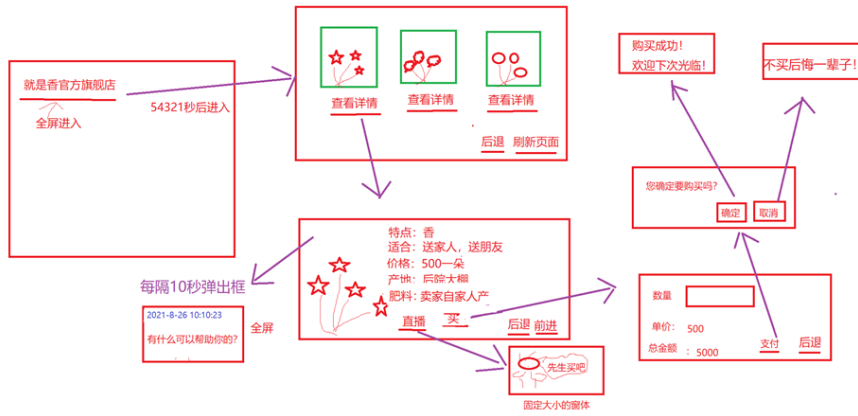 就是香官方旗舰店
全屏进入
54321秒后进入
查看详情
查看详情
查看详情
后退 刷新页面
特点：香
适合：送家人，送朋友
价格：500一朵
产地：后院大棚
肥料：卖家自家人产
直播 买 后退 前进
每隔10秒弹出框
2021-8-26 10:10:23
有什么可以帮助你的?
全屏
先生买吧
固定大小的窗体
数量
单价： 500
总金额 ：5000
支付 后退
您确定要购买吗?
确定 取消
购买成功！
欢迎下次光临！
不买后悔一辈子！